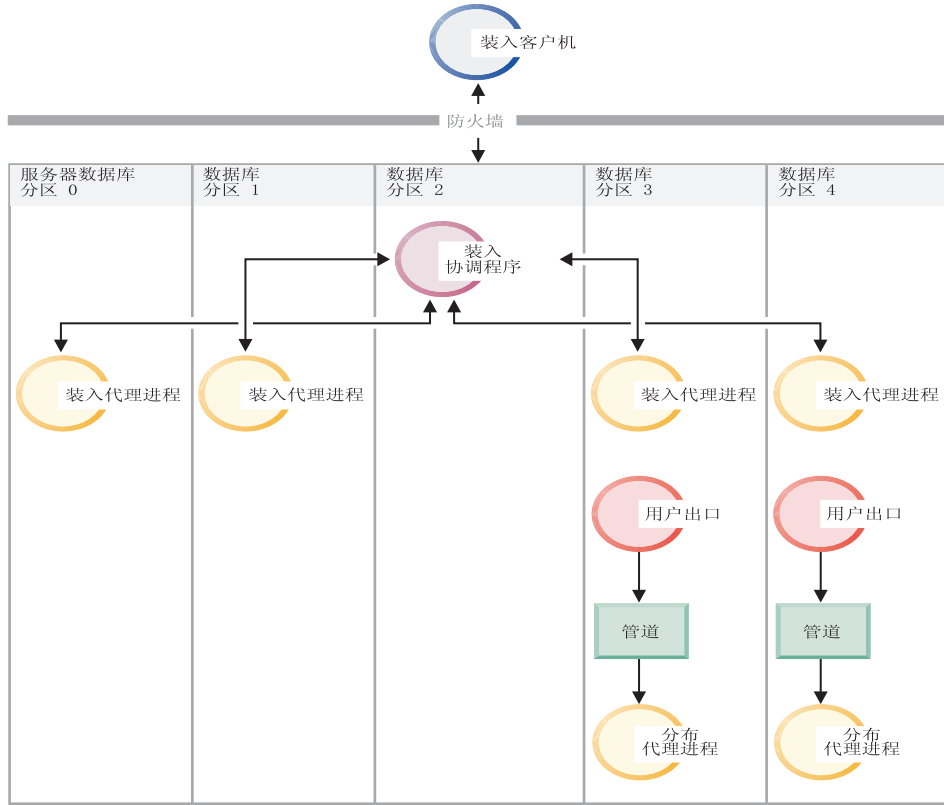 装入客户机
防火墙
服务器数据库
分区 0
数据库
分区 1
数据库
分区 2
数据库
分区 3
数据库
分区 4
装入
协调程序
装入代理进程
装入代理进程
装入代理进程
装入代理进程
用户出口
用户出口
管道
管道
分布
代理进程
分布
代理进程